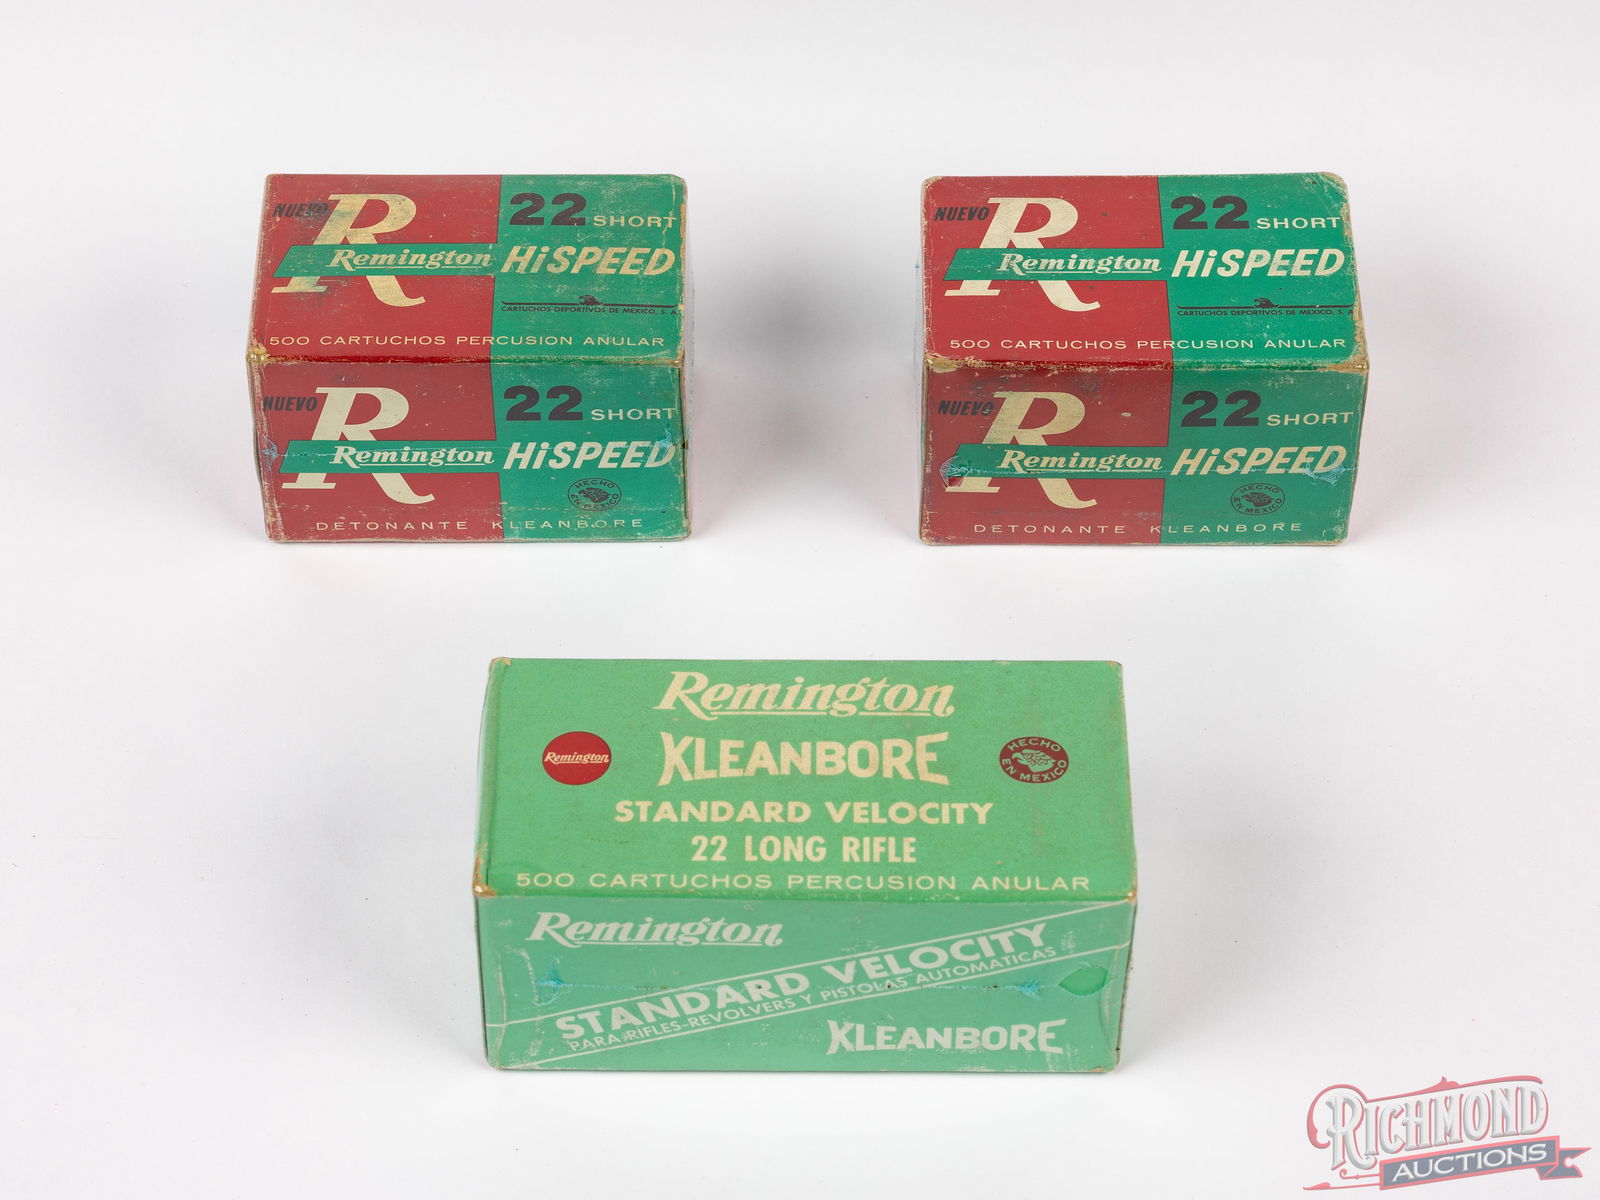 NUEVO
R
Remington
22 SHORT
HiSPEED
CARTUCHOS DEPORTIVOS DE MEXICO, S. A.
500 CARTUCHOS PERCUSION ANULAR
NUEVO
R
Remington
22 SHORT
HiSPEED
HECHO
EN MEXICO
DETONANTE KLEANBORE
NUEVO
R
Remington
22 SHORT
HiSPEED
CARTUCHOS DEPORTIVOS DE MEXICO, S. A.
500 CARTUCHOS PERCUSION ANULAR
NUEVO
R
Remington
22 SHORT
HiSPEED
HECHO
EN MEXICO
DETONANTE KLEANBORE
Remington
Remington
KLEANBORE
HECHO
EN MEXICO
STANDARD VELOCITY
22 LONG RIFLE
500 CARTUCHOS PERCUSION ANULAR
Remington
STANDARD VELOCITY
PARA RIFLES-REVOLVERS Y PISTOLAS AUTOMATICAS
KLEANBORE
RICHMOND
AUCTIONS